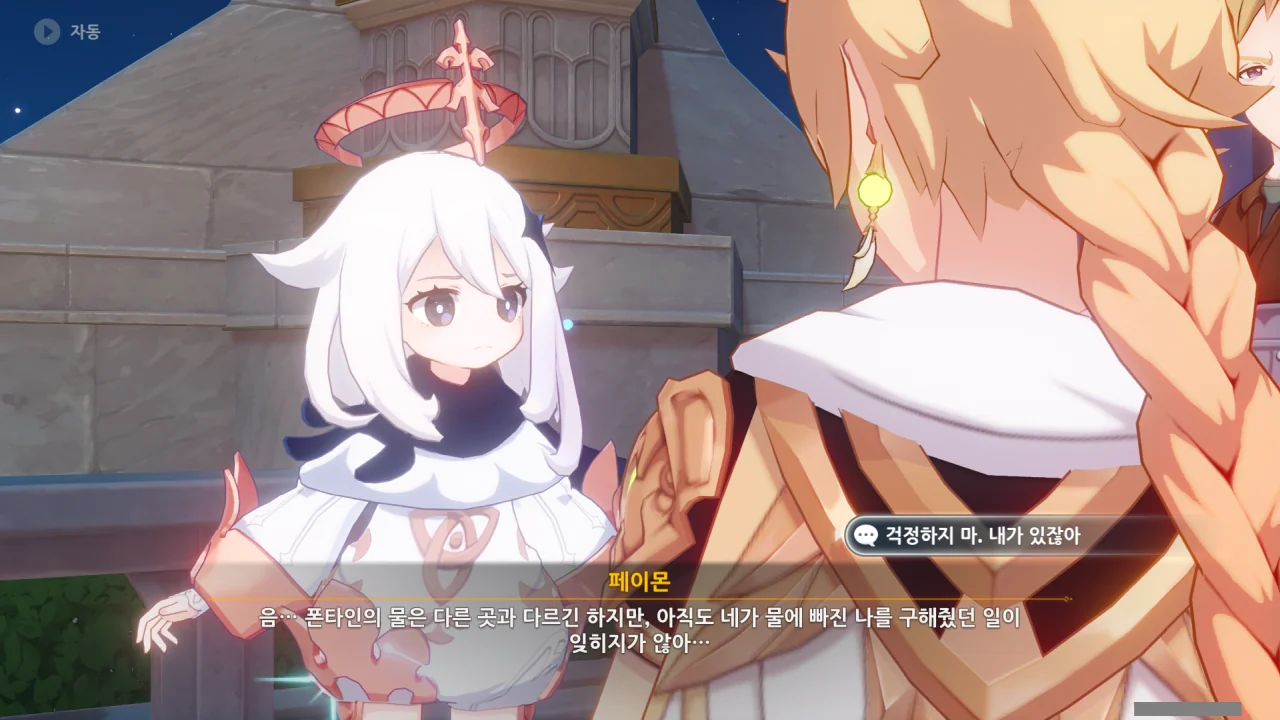 자동
걱정하지 마. 내가 있잖아
페이몬
음… 폰타인의 물은 다른 곳과 다르긴 하지만, 아직도 네가 물에 빠진 나를 구해줬던 일이
잊히지가 않아…